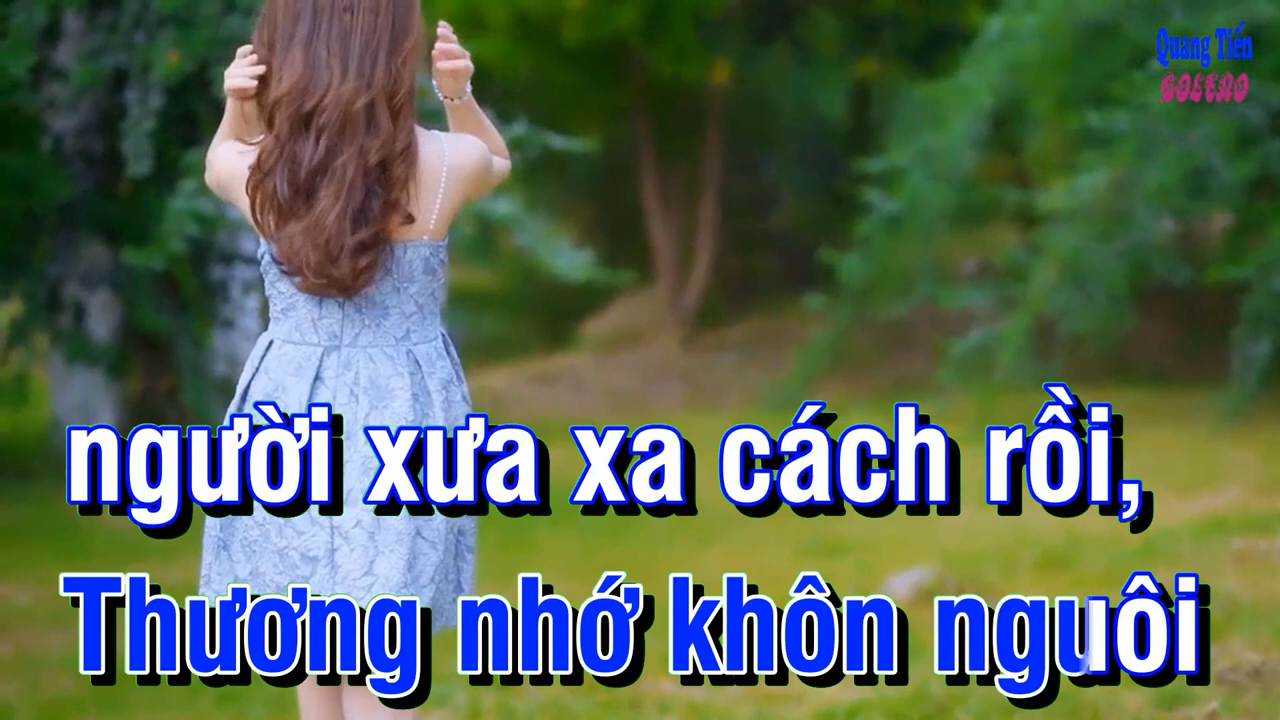 Quang Tiến
BOLERO
người xưa xa cách rồi,
Thương nhớ khôn nguôi